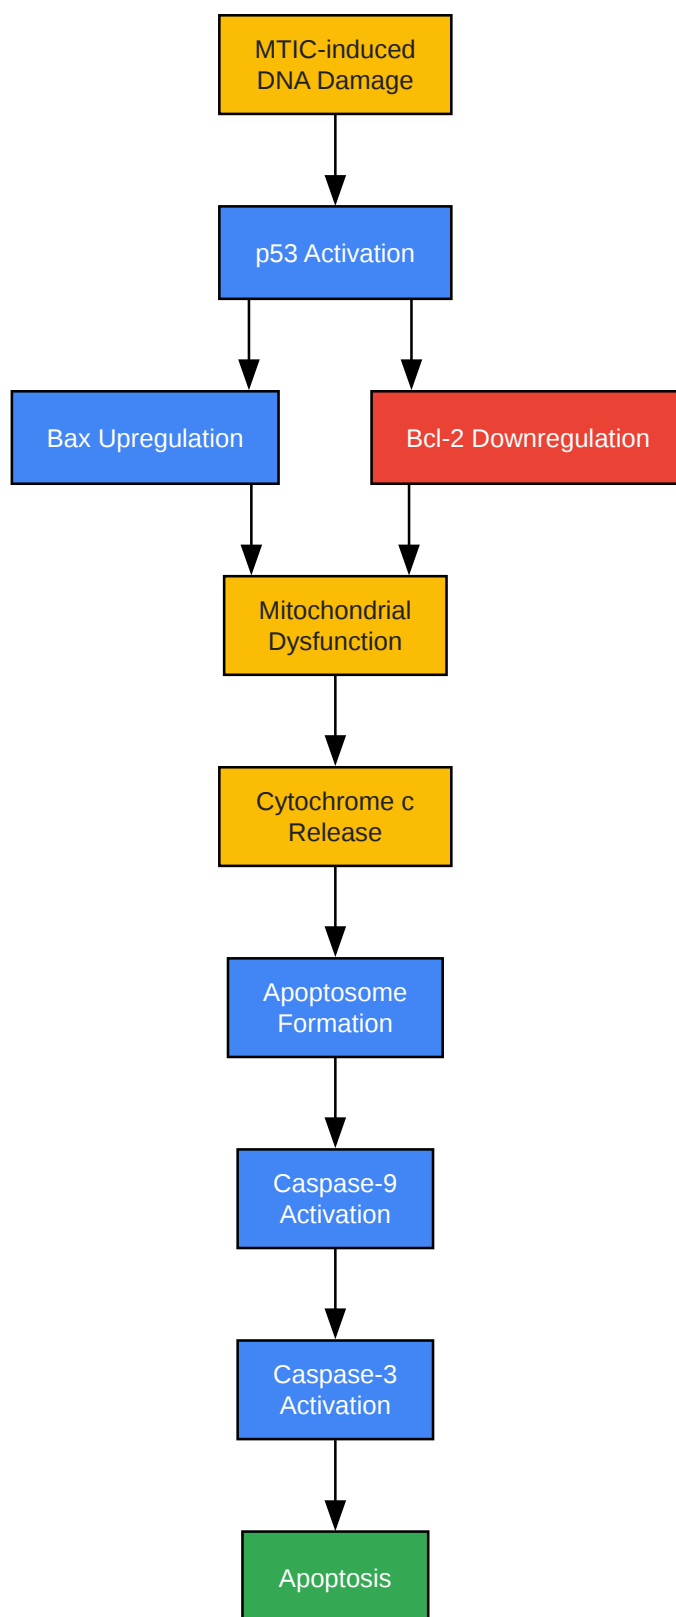 MTIC-induced
DNA Damage
p53 Activation
Bax Upregulation
Bcl-2 Downregulation
Mitochondrial
Dysfunction
Cytochrome c
Release
Apoptosome
Formation
Caspase-9
Activation
Caspase-3
Activation
Apoptosis